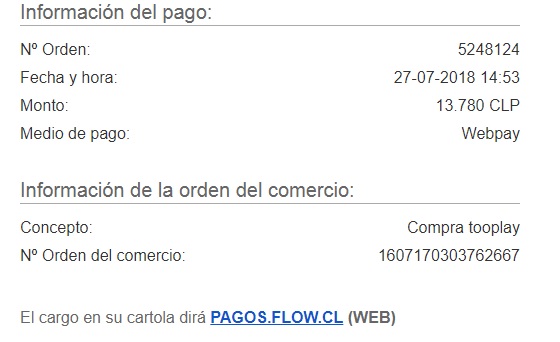 Información del pago:
Nº Orden: 5248124
Fecha y hora: 27-07-2018 14:53
Monto: 13.780 CLP
Medio de pago: Webpay
Información de la orden del comercio:
Concepto: Compra tooplay
Nº Orden del comercio: 1607170303762667
El cargo en su cartola dirá PAGOS.FLOW.CL (WEB)